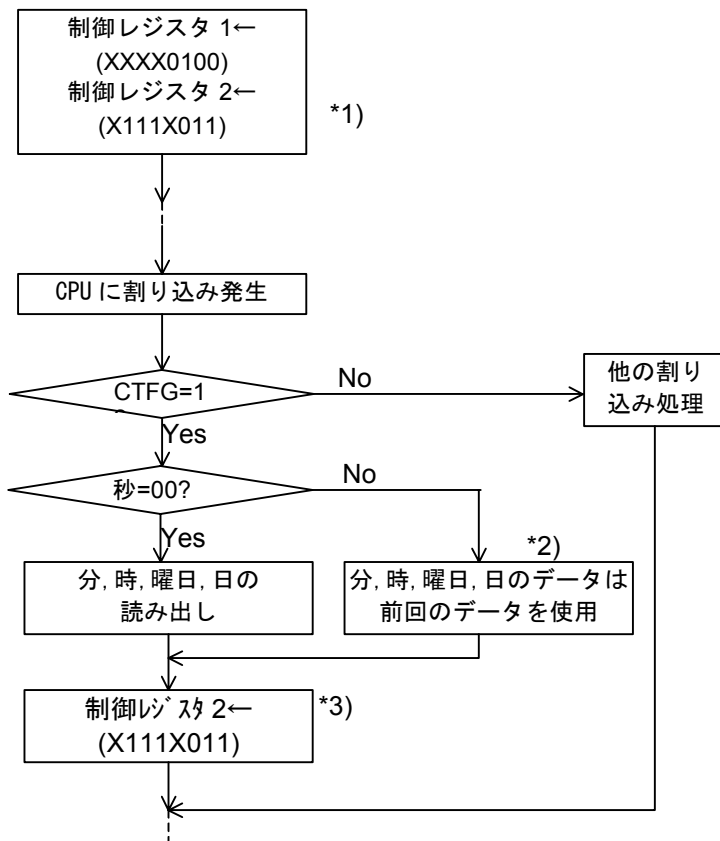 制御レジスタ 1←
(XXXX0100)
制御レジスタ 2←
(X111X011)
*1)
CPU に割り込み発生
CTFG=1
No
他の割り
込み処理
Yes
秒=00?
No
Yes
*2)
分, 時, 曜日, 日の
読み出し
分, 時, 曜日, 日のデータは
前回のデータを使用
制御ﾚｼﾞｽﾀ 2←
(X111X011)
*3)